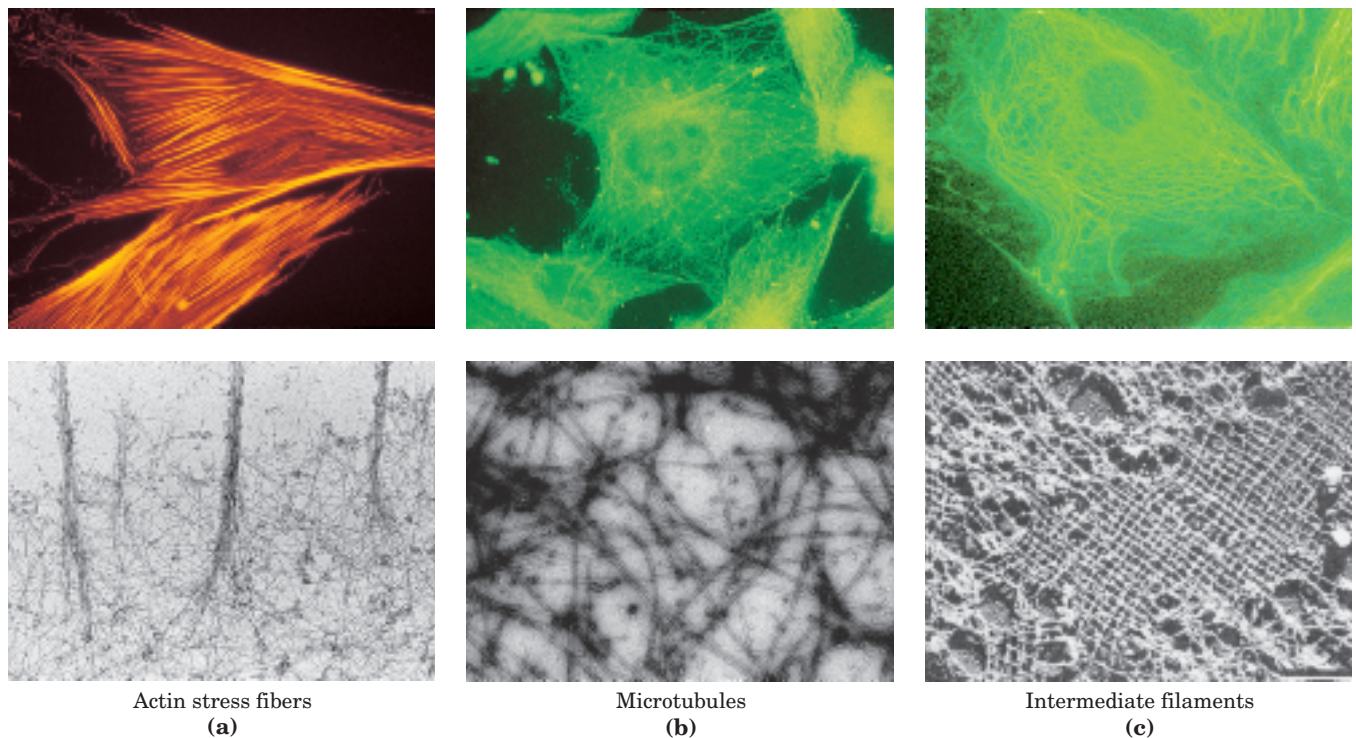 Actin stress fibers
(a)
Microtubules
(b)
Intermediate filaments
(c)